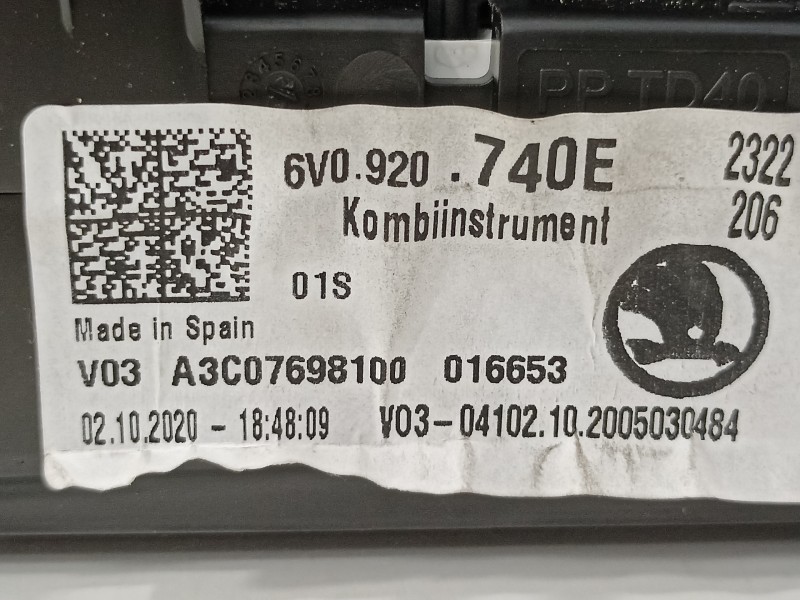 PP TD40
6V0.920 .740E 2322
Kombiinstrument 206
01S
Made in Spain
V03 A3C07698100 016653
02.10.2020 - 18:48:09 V03-04102.10.2005030484